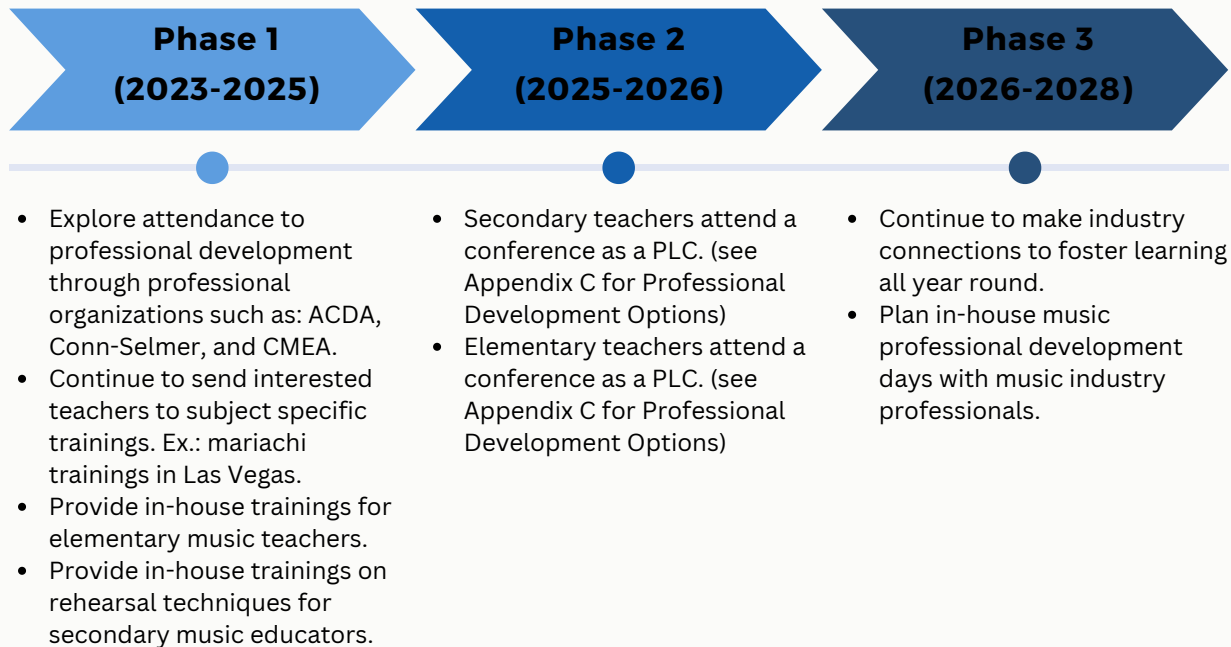 Phase 1
(2023-2025)
Phase 2
(2025-2026)
Phase 3
(2026-2028)
• Explore attendance to
professional development
through professional
organizations such as: ACDA,
Conn-Selmer, and CMEA.
• Continue to send interested
teachers to subject specific
trainings. Ex.: mariachi
trainings in Las Vegas.
• Provide in-house trainings for
elementary music teachers.
• Provide in-house trainings on
rehearsal techniques for
secondary music educators.
• Secondary teachers attend a
conference as a PLC. (see
Appendix C for Professional
Development Options)
• Elementary teachers attend a
conference as a PLC. (see
Appendix C for Professional
Development Options)
• Continue to make industry
connections to foster learning
all year round.
• Plan in-house music
professional development
days with music industry
professionals.